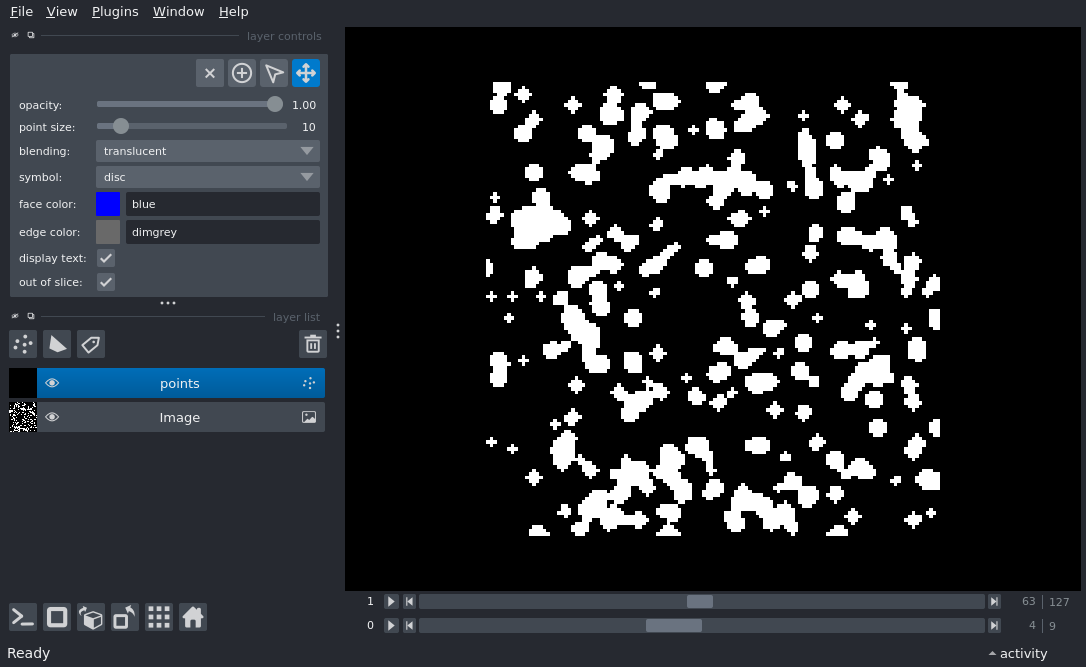 File View Plugins Window Help
layer controls
opacity: 1.00
point size: 10
blending: translucent
symbol: disc
face color: blue
edge color: dimgrey
display text:
out of slice:
layer list
points
Image
1 63 | 127
0 4 | 9
Ready activity